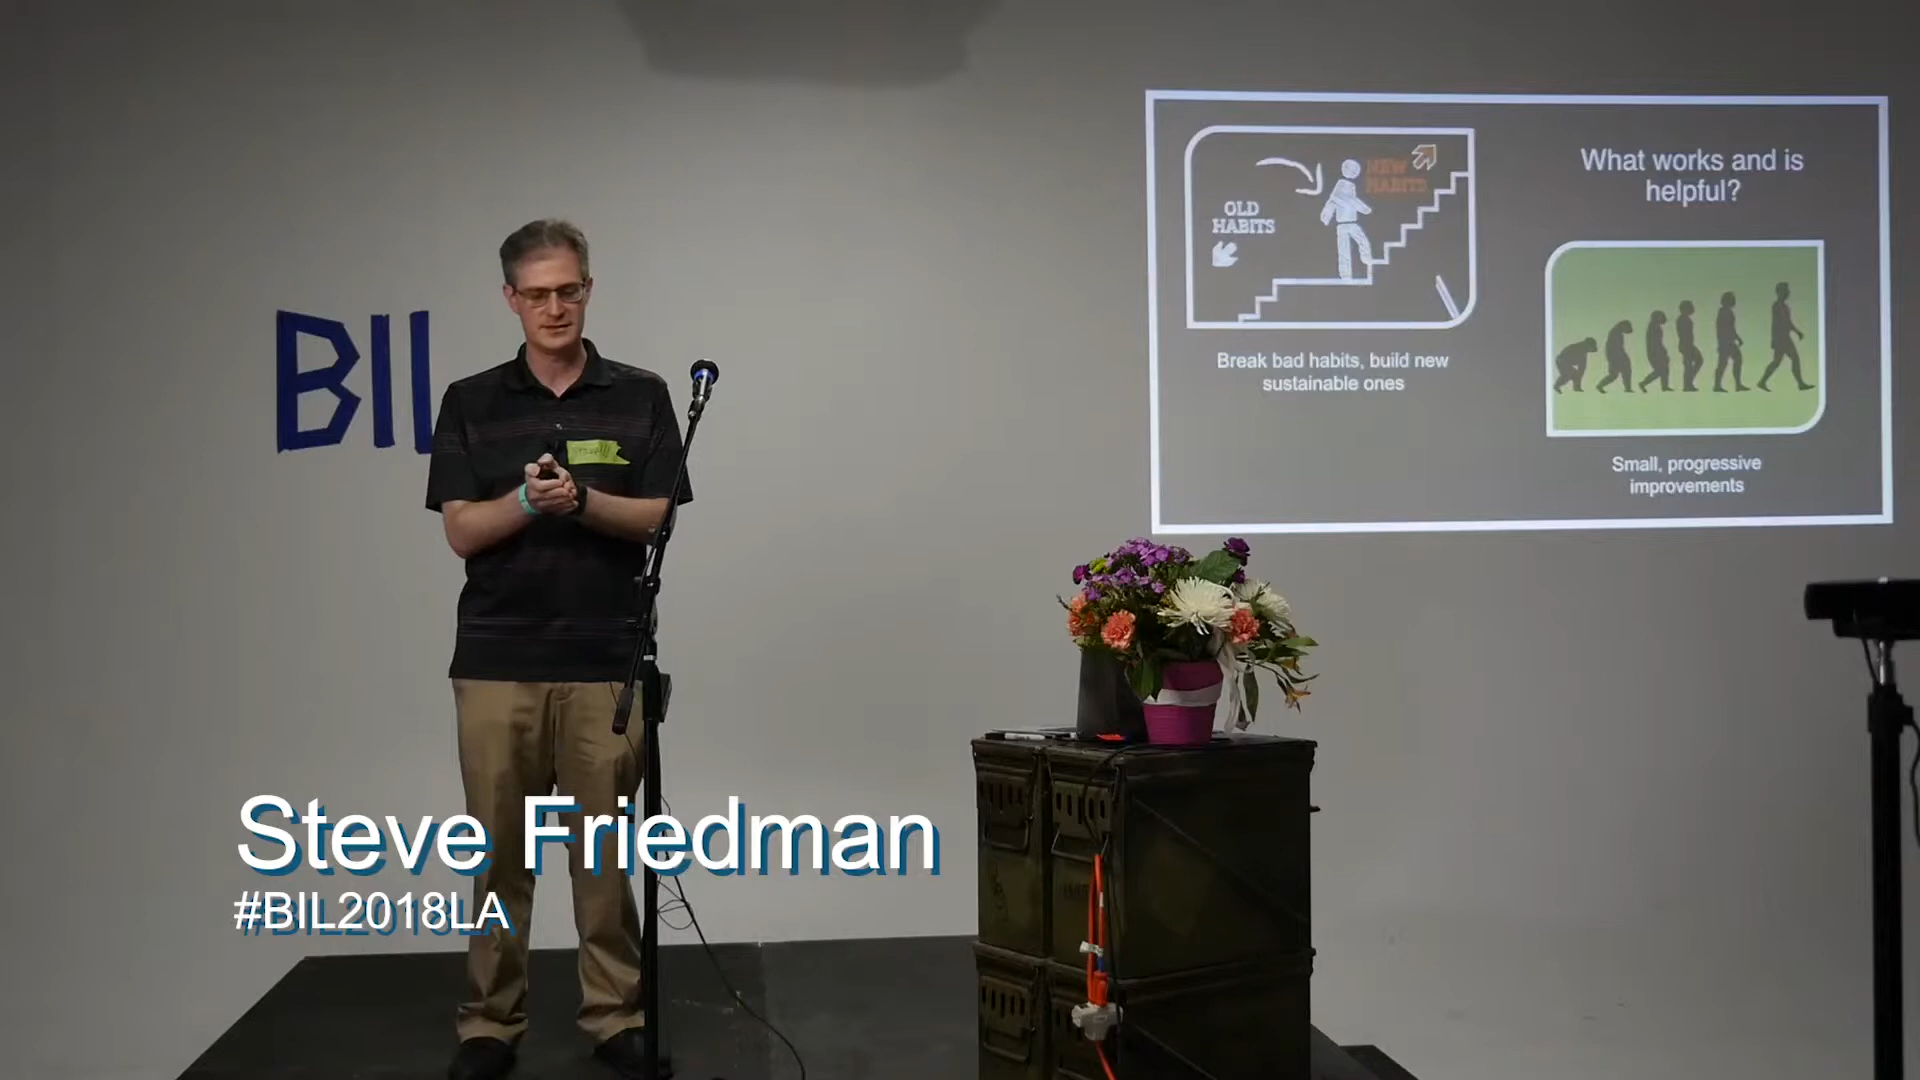 BIL
OLD
HABITS
NEW
HABITS
Break bad habits, build new
sustainable ones
What works and is
helpful?
Small, progressive
improvements
Steve Friedman
#BIL2018LA